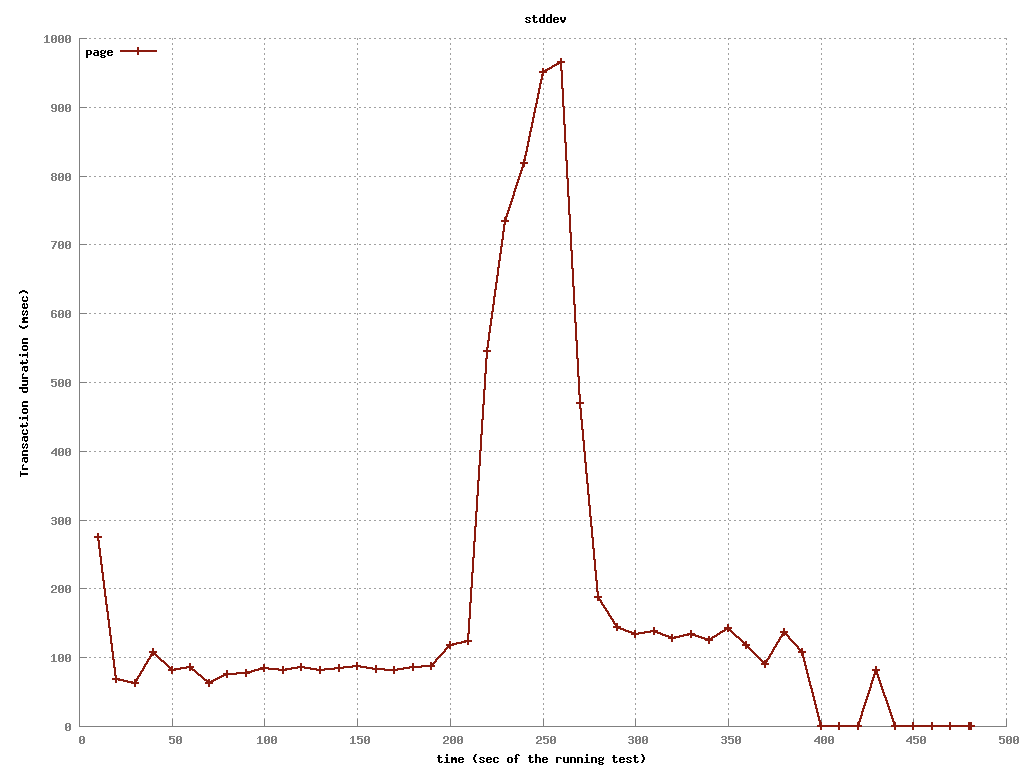 stddev
page
1000
900
800
700
600
500
400
300
200
100
0
0 50 100 150 200 250 300 350 400 450 500
Transaction duration (msec)
time (sec of the running test)